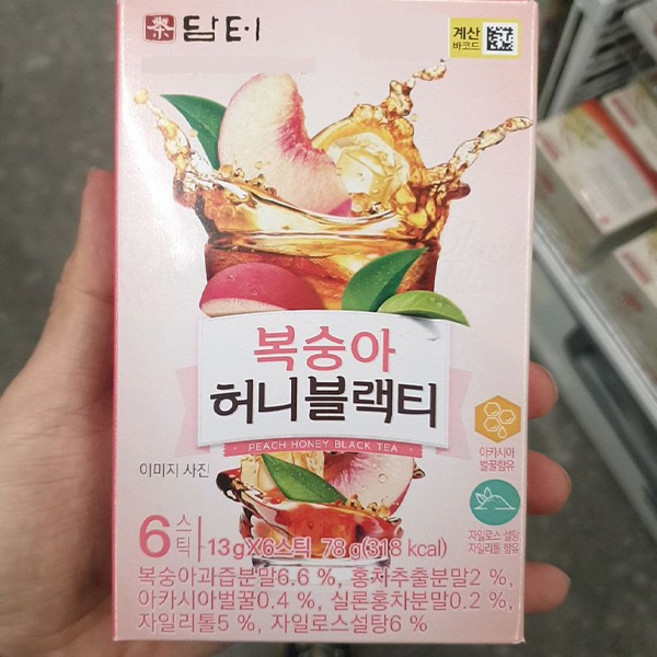 茶 담터
계산
바코드
복숭아
허니블랙티
PEACH HONEY BLACK TEA
아카시아
벌꿀함유
이미지 사진
자일로스 설탕,
자일리톨 함유
6스틱 13gX6스틱 78g(318 kcal)
복숭아과즙분말6.6 %, 홍차추출분말2 %,
아카시아벌꿀0.4 %, 실론홍차분말0.2 %,
자일리톨5 %, 자일로스설탕6 %